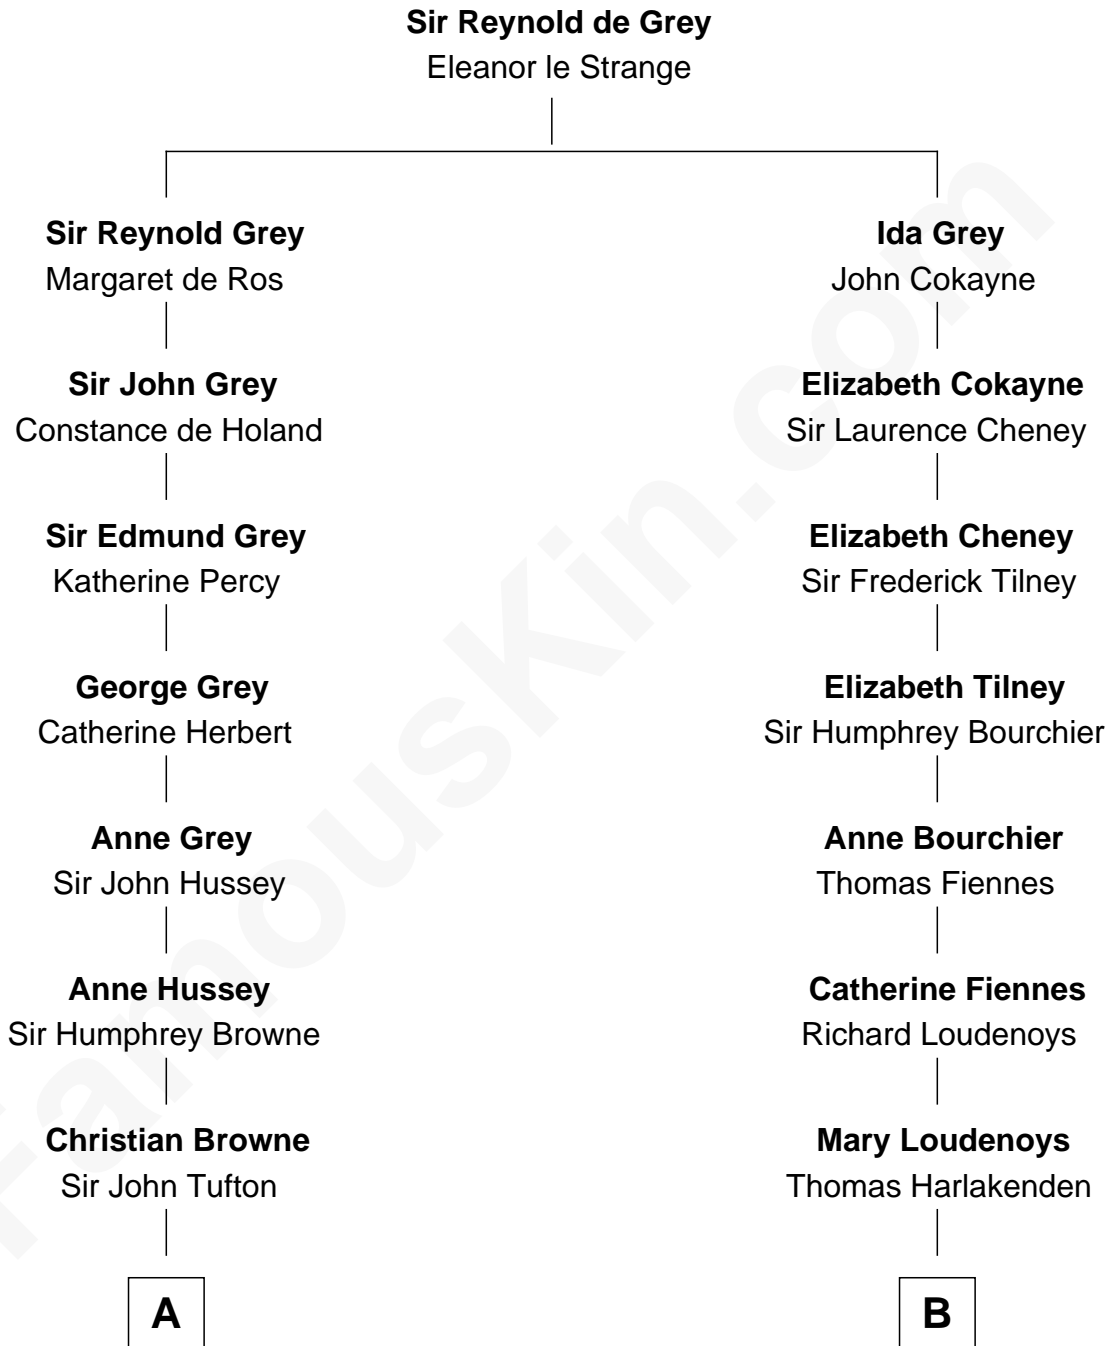 Sir Reynold de Grey
Eleanor le Strange
Sir Reynold Grey
Margaret de Ros
Ida Grey
John Cokayne
Sir John Grey
Constance de Holand
Elizabeth Cokayne
Sir Laurence Cheney
Sir Edmund Grey
Katherine Percy
Elizabeth Cheney
Sir Frederick Tilney
George Grey
Catherine Herbert
Elizabeth Tilney
Sir Humphrey Bourchier
Anne Grey
Sir John Hussey
Anne Bourchier
Thomas Fiennes
Anne Hussey
Sir Humphrey Browne
Catherine Fiennes
Richard Loudenoys
Christian Browne
Sir John Tufton
Mary Loudenoys
Thomas Harlakenden
A
B
FamousKin.com